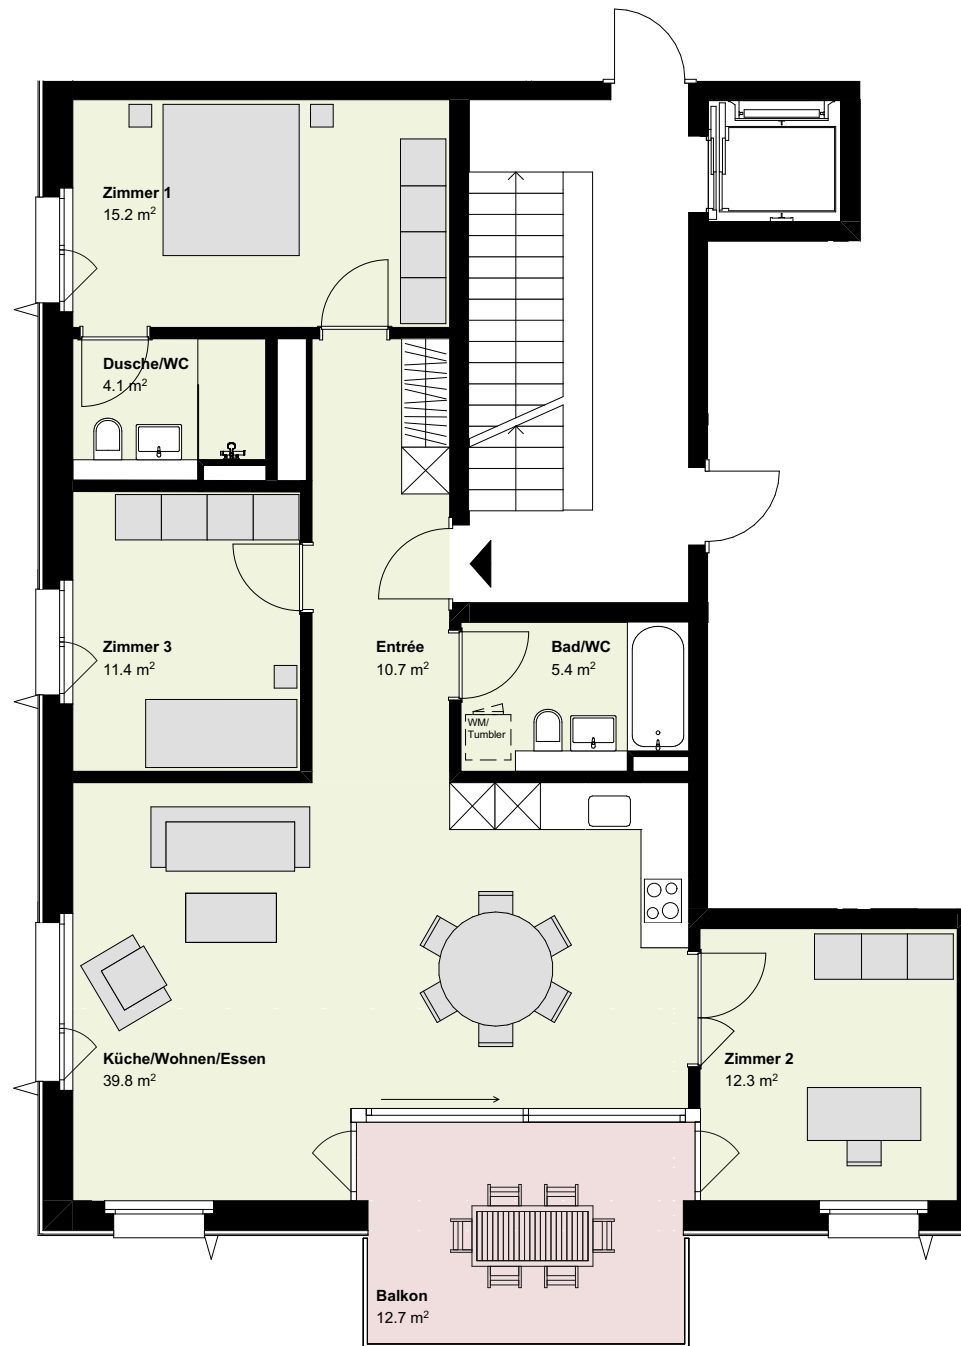 Zimmer 1
15.2 m²
Dusche/WC
4.1 m²
Zimmer 3
11.4 m²
Entrée
10.7 m²
Bad/WC
5.4 m²
WM/
Tumbler
Küche/Wohnen/Essen
39.8 m²
Zimmer 2
12.3 m²
Balkon
12.7 m²